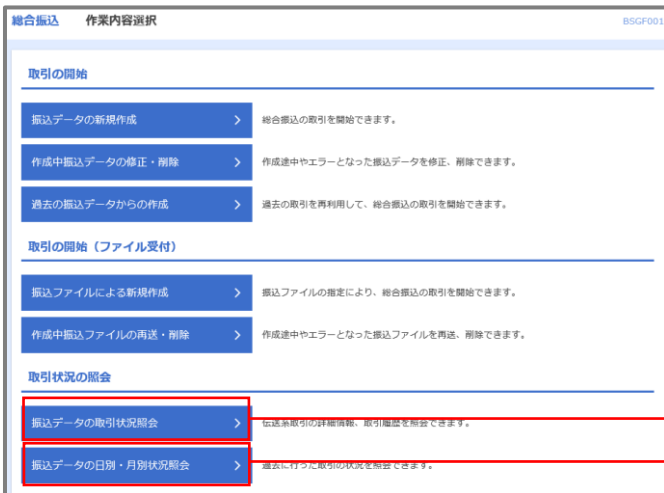 総合振込 作業内容選択 BSGF001
取引の開始
振込データの新規作成 総合振込の取引を開始できます。
作成中振込データの修正・削除 作成途中やエラーとなった振込データを修正、削除できます。
過去の振込データからの作成 過去の取引を再利用して、総合振込の取引を開始できます。
取引の開始（ファイル受付）
振込ファイルによる新規作成 振込ファイルの指定により、総合振込の取引を開始できます。
作成中振込ファイルの再送・削除 作成途中やエラーとなった振込ファイルを再送、削除できます。
取引状況の照会
振込データの取引状況照会 伝送系取引の詳細情報、取引履歴を照会できます。
振込データの日別・月別状況照会 過去に行った取引の状況を照会できます。